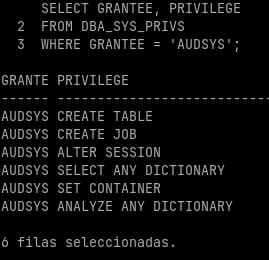 SELECT GRANTEE, PRIVILEGE
2 FROM DBA_SYS_PRIVS
3 WHERE GRANTEE = 'AUDSYS';
GRANTE PRIVILEGE
------ --------------------------
AUDSYS CREATE TABLE
AUDSYS CREATE JOB
AUDSYS ALTER SESSION
AUDSYS SELECT ANY DICTIONARY
AUDSYS SET CONTAINER
AUDSYS ANALYZE ANY DICTIONARY
6 filas seleccionadas.